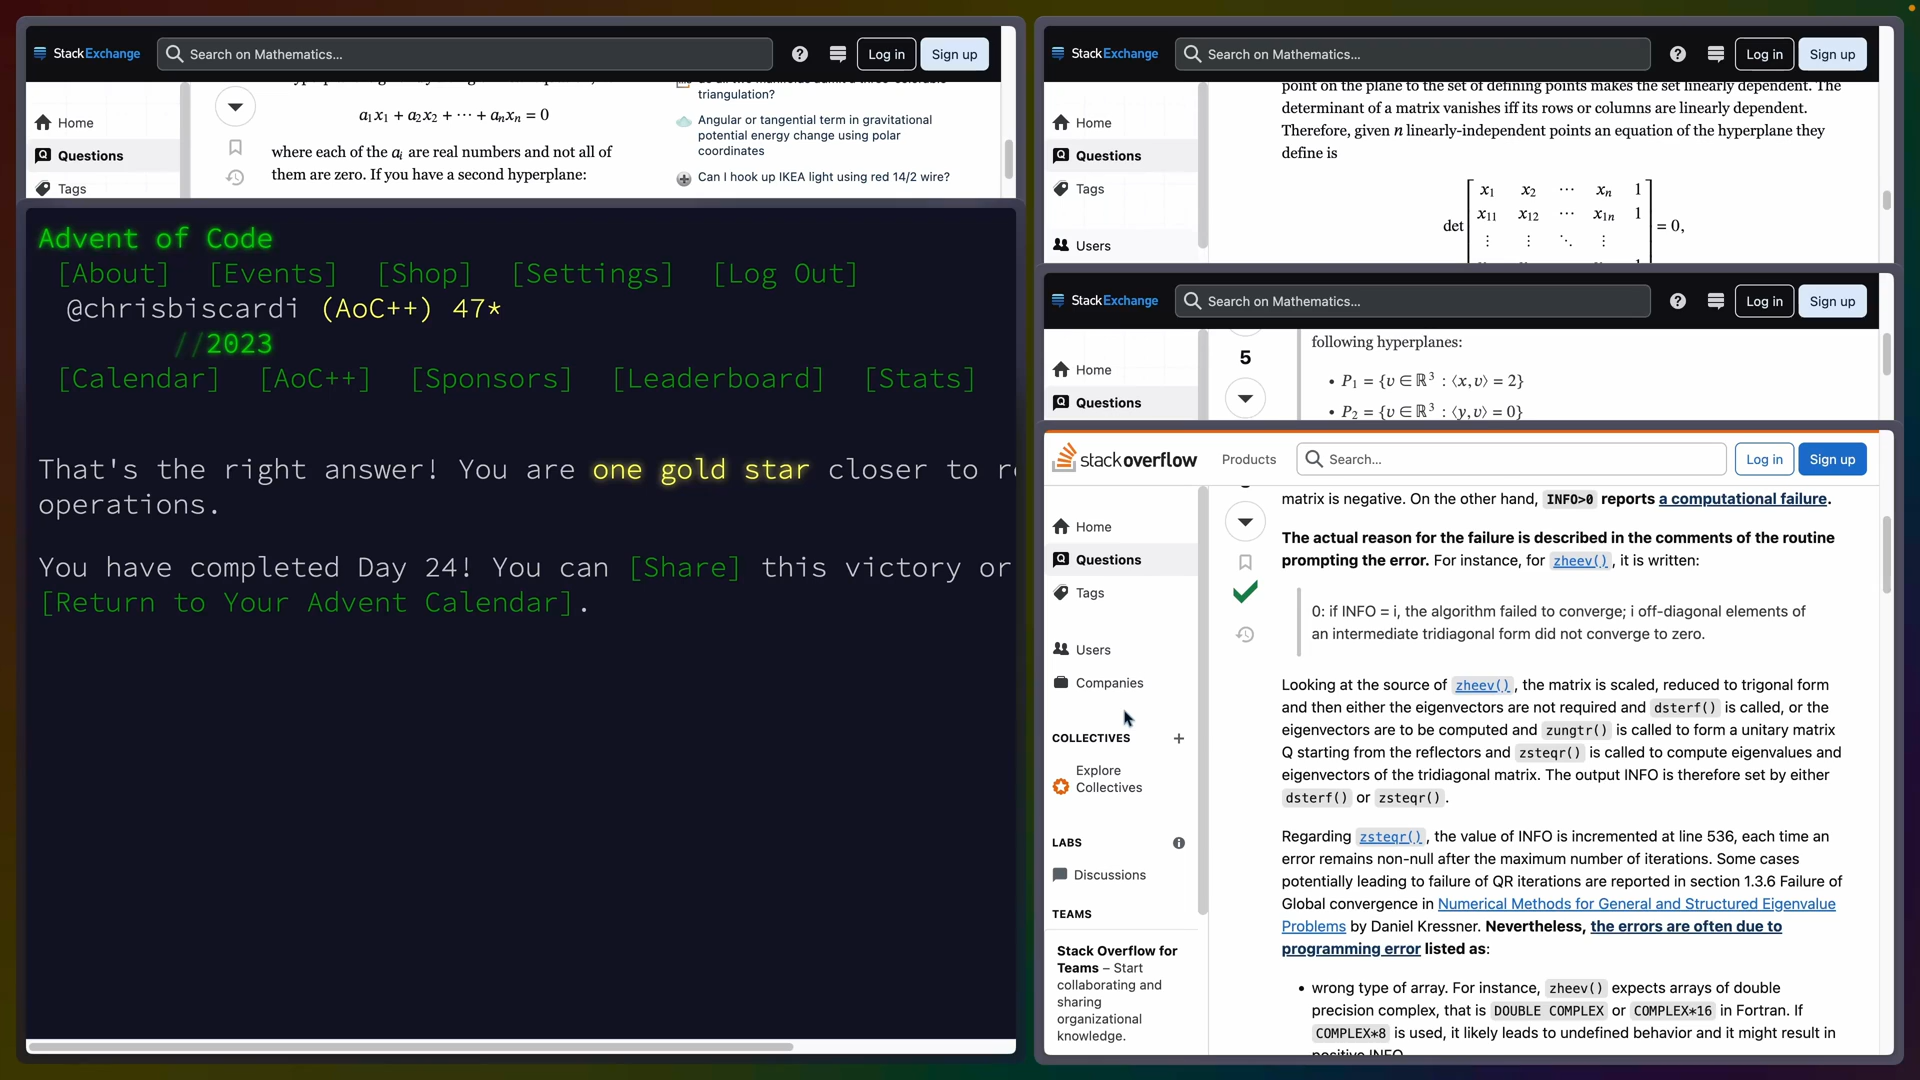 StackExchange
Search on Mathematics...
Log in
Sign up
Home
Questions
Tags
a1x1 + a2x2 + ⋯ + anxn = 0
where each of the ai are real numbers and not all of
them are zero. If you have a second hyperplane:
triangulation?
Angular or tangential term in gravitational
potential energy change using polar
coordinates
Can I hook up IKEA light using red 14/2 wire?
Advent of Code
[About] [Events] [Shop] [Settings] [Log Out]
@chrisbiscardi (AoC++) 47*
//2023
[Calendar] [AoC++] [Sponsors] [Leaderboard] [Stats]
That's the right answer! You are one gold star closer to
operations.
You have completed Day 24! You can [Share] this victory or
[Return to Your Advent Calendar].
StackExchange
Search on Mathematics...
Log in
Sign up
Home
Questions
Tags
Users
point on the plane to the set of defining points makes the set linearly dependent. The
determinant of a matrix vanishes iff its rows or columns are linearly dependent.
Therefore, given n linearly-independent points an equation of the hyperplane they
define is
x1 x2 ⋯ xn 1
x11 x12 ⋯ x1n 1
det ⋮ ⋮ ⋱ ⋮ = 0,
StackExchange
Search on Mathematics...
Log in
Sign up
Home
Questions
5
following hyperplanes:
• P1 = {v ∈ ℝ³ : ⟨x, v⟩ = 2}
• P2 = {v ∈ ℝ³ : ⟨y, v⟩ = 0}
stackoverflow
Products
Search...
Log in
Sign up
Home
Questions
Tags
Users
Companies
COLLECTIVES
Explore
Collectives
LABS
Discussions
TEAMS
Stack Overflow for
Teams – Start
collaborating and
sharing
organizational
knowledge.
matrix is negative. On the other hand, INFO>0 reports a computational failure.
The actual reason for the failure is described in the comments of the routine
prompting the error. For instance, for zheev(), it is written:
0: if INFO = i, the algorithm failed to converge; i off-diagonal elements of
an intermediate tridiagonal form did not converge to zero.
Looking at the source of zheev(), the matrix is scaled, reduced to trigonal form
and then either the eigenvectors are not required and dsterf() is called, or the
eigenvectors are to be computed and zungtr() is called to form a unitary matrix
Q starting from the reflectors and zsteqr() is called to compute eigenvalues and
eigenvectors of the tridiagonal matrix. The output INFO is therefore set by either
dsterf() or zsteqr().
Regarding zsteqr(), the value of INFO is incremented at line 536, each time an
error remains non-null after the maximum number of iterations. Some cases
potentially leading to failure of QR iterations are reported in section 1.3.6 Failure of
Global convergence in Numerical Methods for General and Structured Eigenvalue
Problems by Daniel Kressner. Nevertheless, the errors are often due to
programming error listed as:
• wrong type of array. For instance, zheev() expects arrays of double
precision complex, that is DOUBLE COMPLEX or COMPLEX*16 in Fortran. If
COMPLEX*8 is used, it likely leads to undefined behavior and it might result in
positive INFO